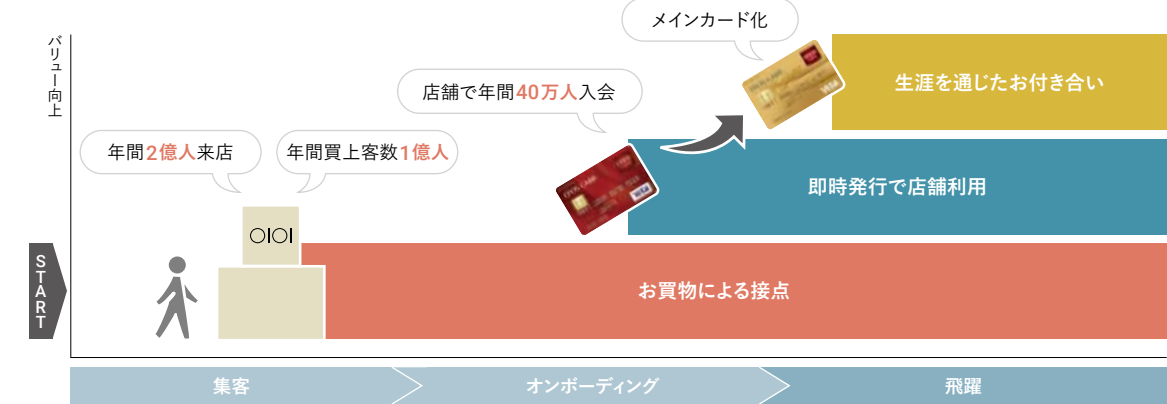 バリュー向上
メインカード化
生涯を通じたお付き合い
店舗で年間40万人入会
年間2億人来店
年間買上客数1億人
即時発行で店舗利用
EPOS CARD
VISA
OIOI
START
お買物による接点
集客
オンボーディング
飛躍